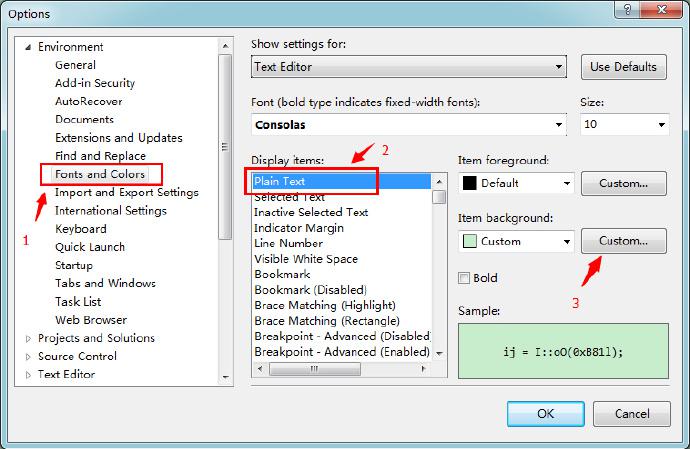 Options
Environment
General
Add-in Security
AutoRecover
Documents
Extensions and Updates
Find and Replace
Fonts and Colors
Import and Export Settings
International Settings
Keyboard
Quick Launch
Startup
Tabs and Windows
Task List
Web Browser
Projects and Solutions
Source Control
Text Editor
1
Show settings for:
Text Editor
Use Defaults
Font (bold type indicates fixed-width fonts):
Size:
Consolas
10
2
Display items:
Plain Text
Selected Text
Inactive Selected Text
Indicator Margin
Line Number
Visible White Space
Bookmark
Bookmark (Disabled)
Brace Matching (Highlight)
Brace Matching (Rectangle)
Breakpoint - Advanced (Disabled)
Breakpoint - Advanced (Enabled)
Item foreground:
Default
Custom...
Item background:
Custom
Custom...
3
Bold
Sample:
ij = I::oO(0xB81l);
OK
Cancel